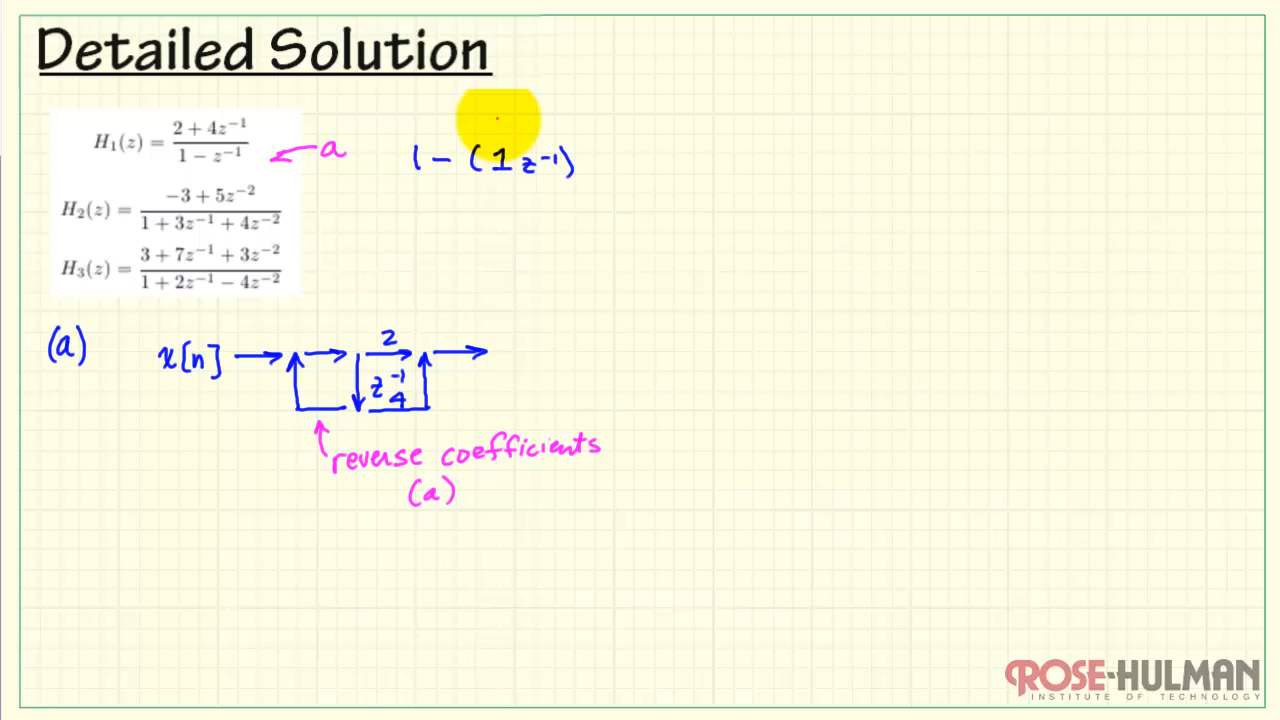 Detailed Solution
H₁(z) = (2 + 4z⁻¹) / (1 − z⁻¹)
a
1 − (1 z⁻¹)
H₂(z) = (−3 + 5z⁻²) / (1 + 3z⁻¹ + 4z⁻²)
H₃(z) = (3 + 7z⁻¹ + 3z⁻²) / (1 + 2z⁻¹ − 4z⁻²)
(a)
x[n]
2
z⁻¹
4
reverse coefficients
(a)
ROSE-HULMAN
INSTITUTE OF TECHNOLOGY